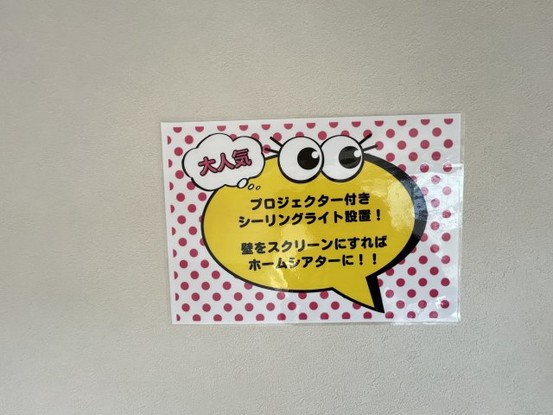 大人気
プロジェクター付き
シーリングライト設置!
壁をスクリーンにすれば
ホームシアターに!!